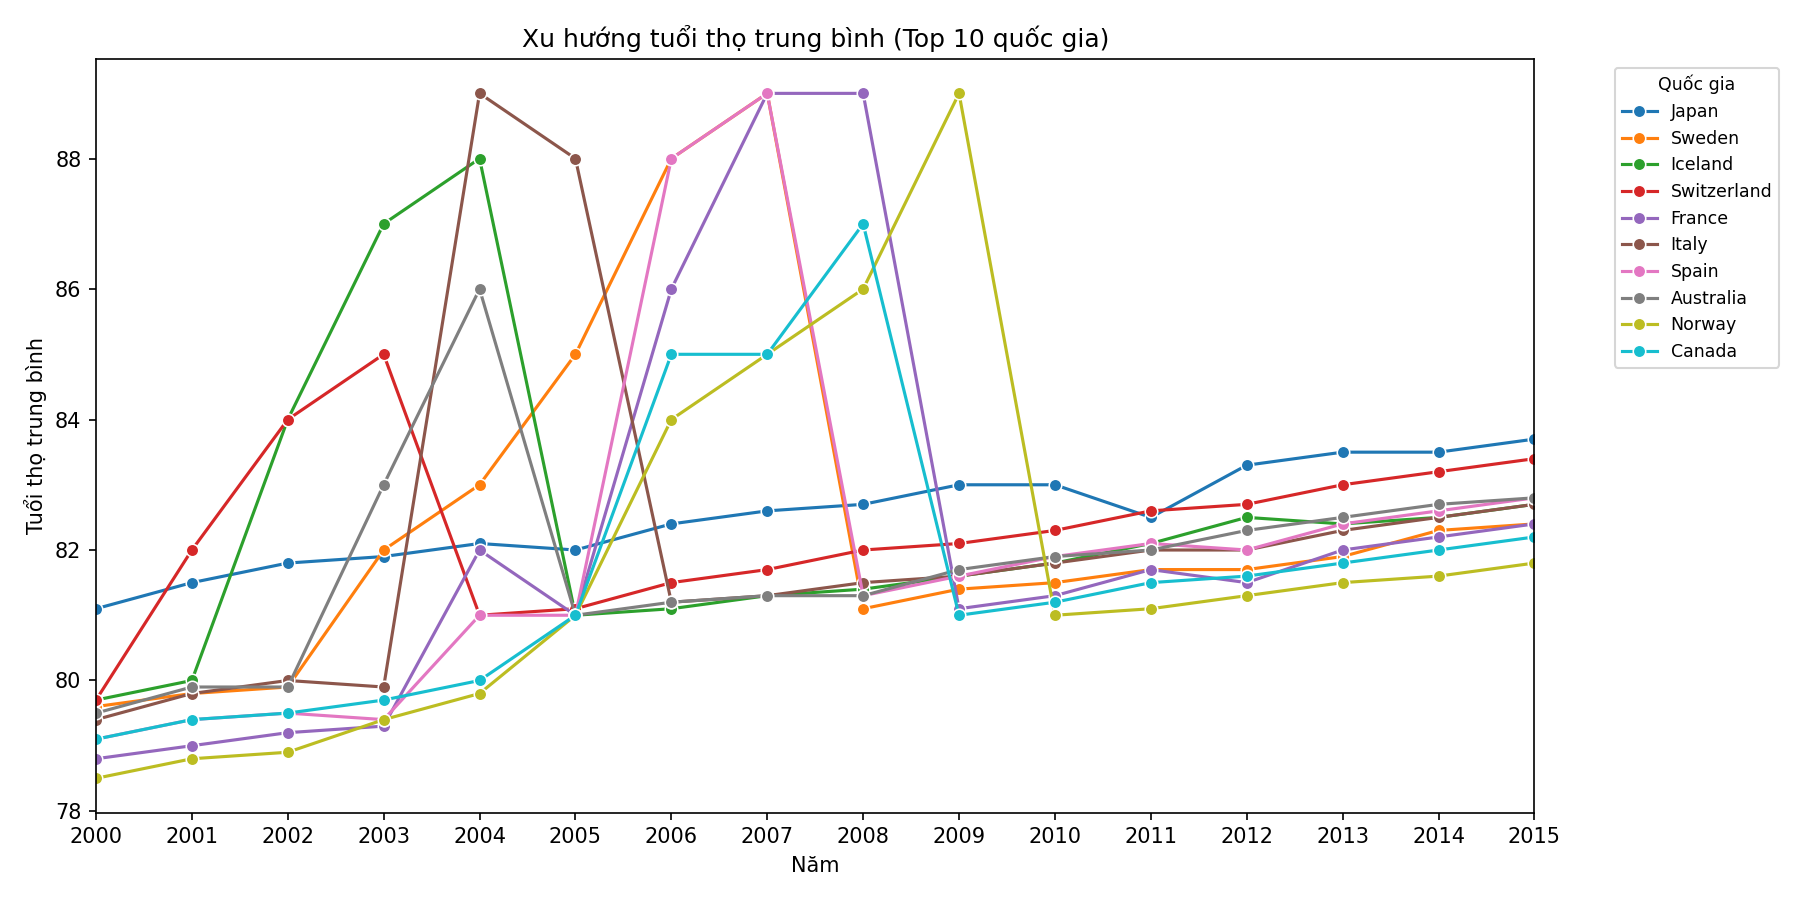 Xu hướng tuổi thọ trung bình (Top 10 quốc gia)
Tuổi thọ trung bình
88
86
84
82
80
78
2000 2001 2002 2003 2004 2005 2006 2007 2008 2009 2010 2011 2012 2013 2014 2015
Năm
Quốc gia
Japan
Sweden
Iceland
Switzerland
France
Italy
Spain
Australia
Norway
Canada